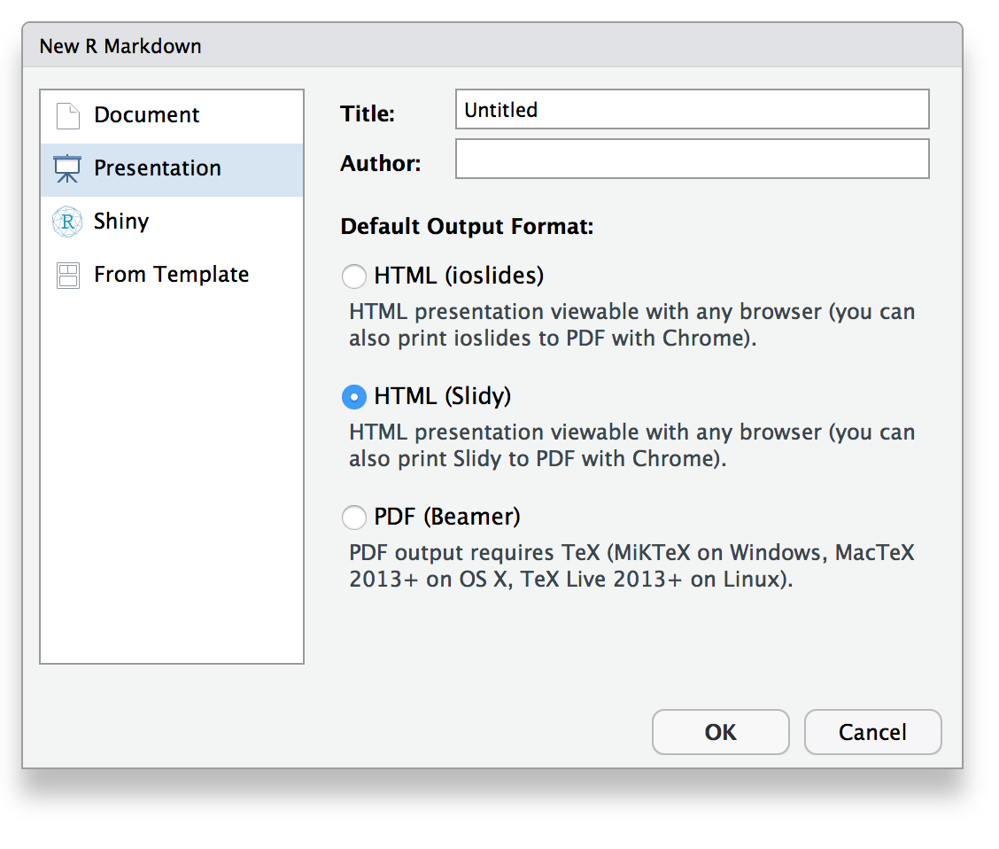 New R Markdown
Document
Presentation
R
Shiny
From Template
Title:
Untitled
Author:
Default Output Format:
HTML (ioslides)
HTML presentation viewable with any browser (you can
also print ioslides to PDF with Chrome).
HTML (Slidy)
HTML presentation viewable with any browser (you can
also print Slidy to PDF with Chrome).
PDF (Beamer)
PDF output requires TeX (MiKTeX on Windows, MacTeX
2013+ on OS X, TeX Live 2013+ on Linux).
OK
Cancel